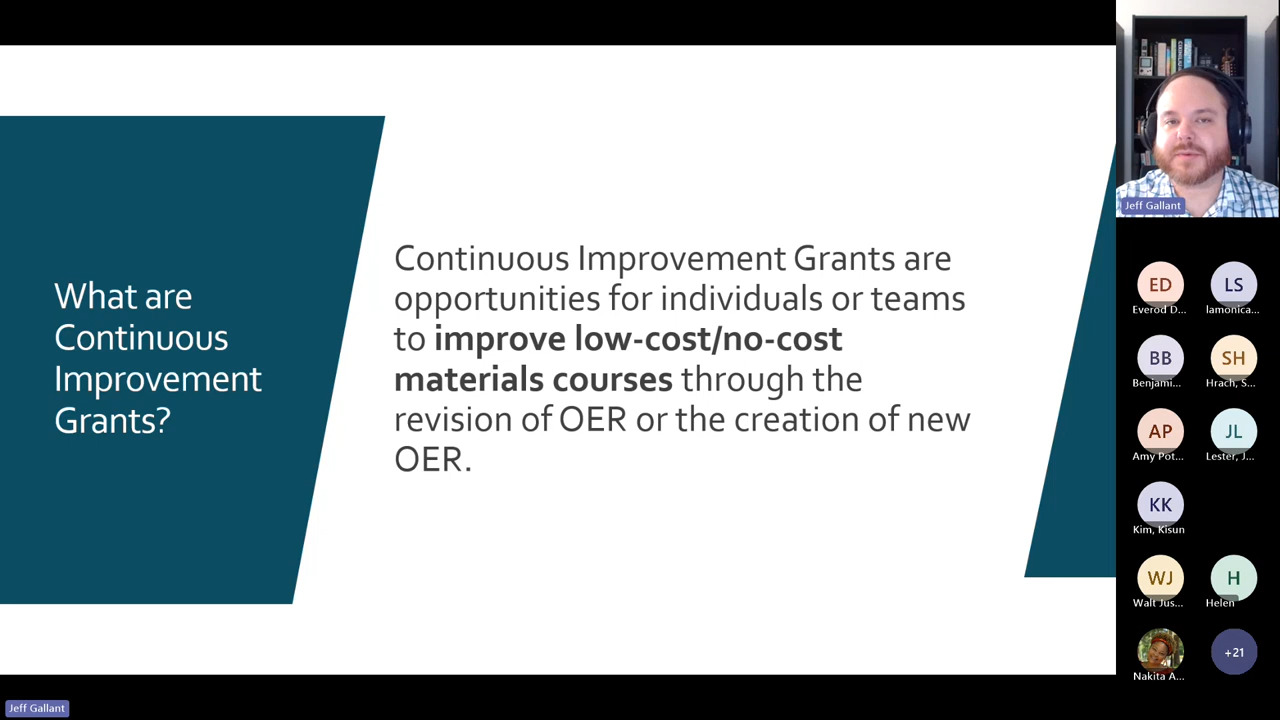 What are
Continuous
Improvement
Grants?
Continuous Improvement Grants are
opportunities for individuals or teams
to improve low-cost/no-cost
materials courses through the
revision of OER or the creation of new
OER.
Jeff Gallant
ED
LS
Everod D...
lamonica...
BB
SH
Benjami...
Hrach, S...
AP
JL
Amy Pot...
Lester, J...
KK
Kim, Kisun
WJ
H
Walt Jus...
Helen
+21
Nakita A...
Jeff Gallant